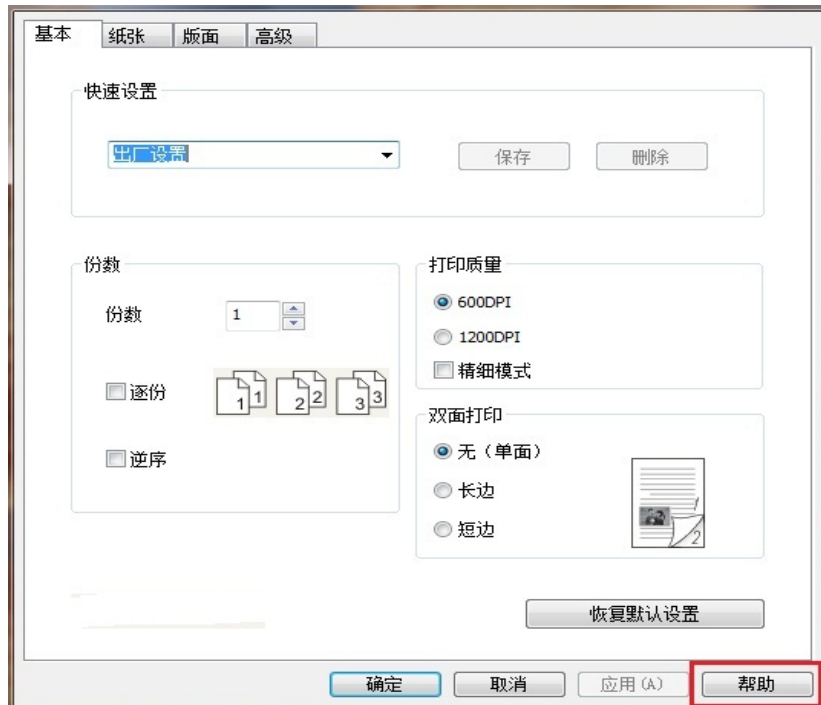 基本 纸张 版面 高级
快速设置
出厂设置 保存 删除
份数
份数 1
逐份 1 1 2 2 3 3
逆序
打印质量
600DPI
1200DPI
精细模式
双面打印
无（单面）
长边
短边
1
2
恢复默认设置
确定 取消 应用(A) 帮助